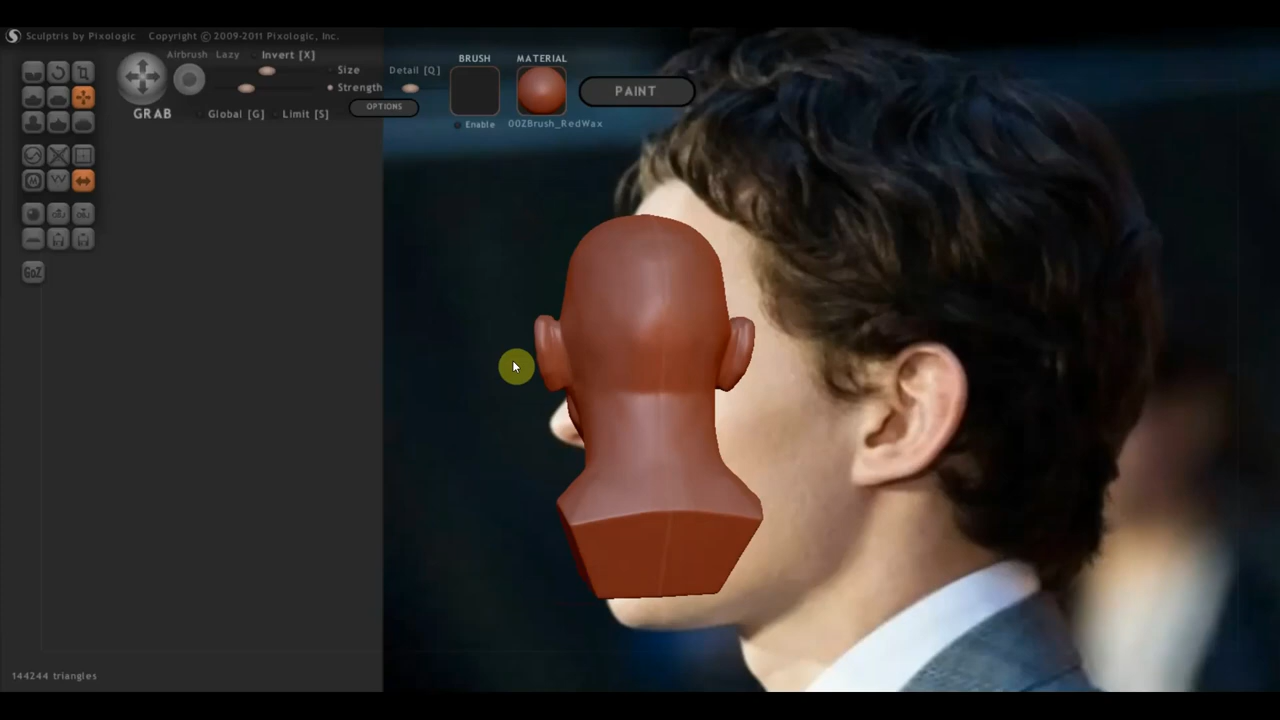 Sculptris by Pixologic Copyright © 2009-2011 Pixologic, Inc.
Airbrush Lazy Invert [X]
Size Detail [Q]
Strength
GRAB Global [G] Limit [S] OPTIONS
BRUSH MATERIAL
PAINT
Enable 00ZBrush_RedWax
GoZ
144244 triangles